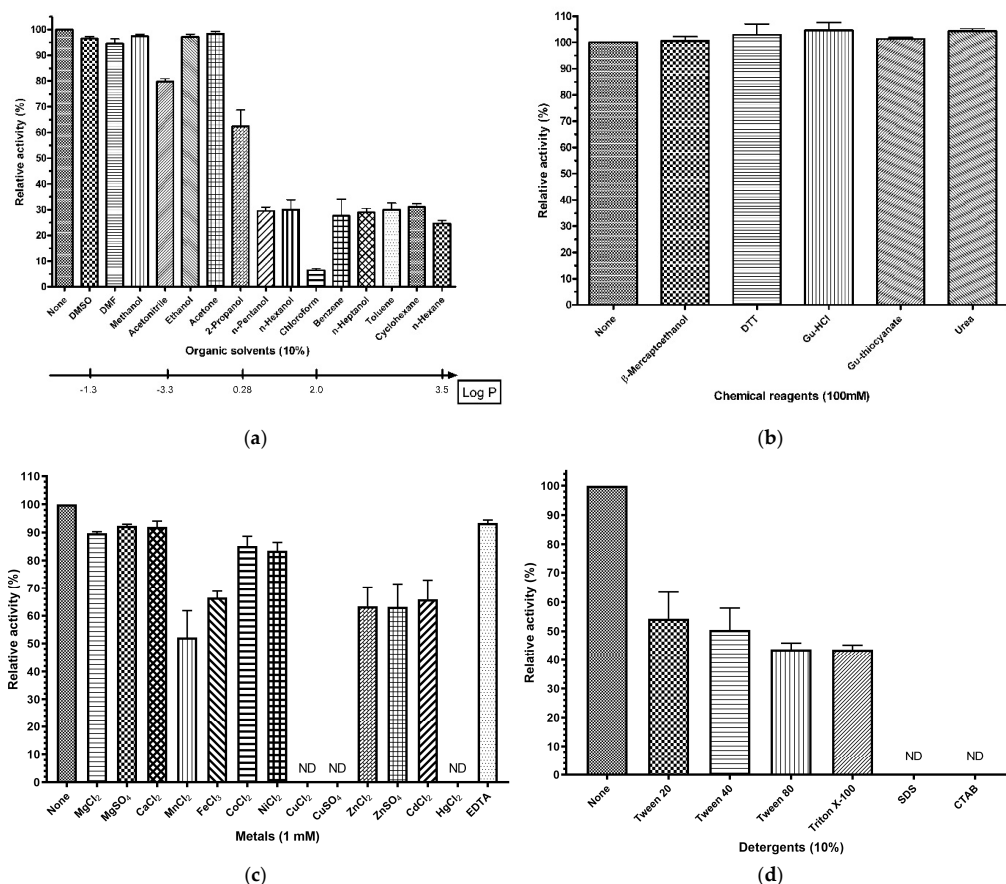 110
100
90
80
70
60
50
40
30
20
10
0
Relative activity (%)
None
DMSO
DMF
Methanol
Acetonitrile
Ethanol
Acetone
2-Propanol
n-Pentanol
n-Hexanol
Chloroform
Benzene
n-Heptanol
Toluene
Cyclohexane
n-Hexane
Organic solvents (10%)
-1.3 -3.3 0.28 2.0 3.5
Log P
(a)
110
100
90
80
70
60
50
40
30
20
10
0
Relative activity (%)
None
β-Mercaptoethanol
DTT
Gu-HCl
Gu-thiocyanate
Urea
Chemical reagents (100mM)
(b)
110
100
90
80
70
60
50
40
30
20
10
0
Relative activity (%)
ND ND ND
None
MgCl₂
MgSO₄
CaCl₂
MnCl₂
FeCl₃
CoCl₂
NiCl₂
CuCl₂
CuSO₄
ZnCl₂
ZnSO₄
CdCl₂
HgCl₂
EDTA
Metals (1 mM)
(c)
100
90
80
70
60
50
40
30
20
10
0
Relative activity (%)
ND ND
None
Tween 20
Tween 40
Tween 80
Triton X-100
SDS
CTAB
Detergents (10%)
(d)